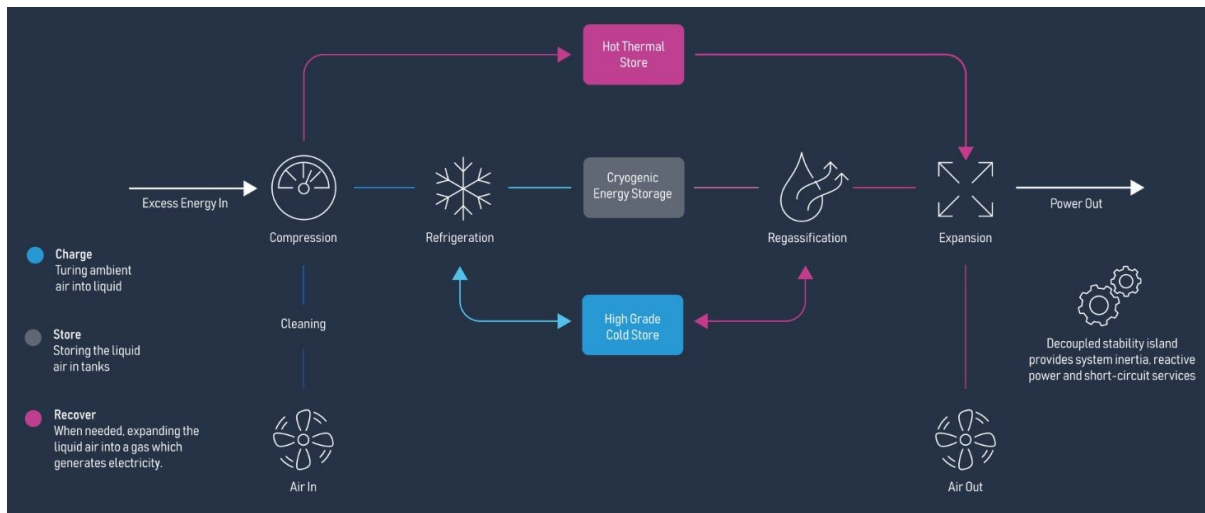 Hot Thermal
Store
Excess Energy In
Compression
Refrigeration
Cryogenic
Energy Storage
Regassification
Expansion
Power Out
Charge
Turing ambient
air into liquid
Cleaning
High Grade
Cold Store
Store
Storing the liquid
air in tanks
Decoupled stability island
provides system inertia, reactive
power and short-circuit services
Recover
When needed, expanding the
liquid air into a gas which
generates electricity.
Air In
Air Out